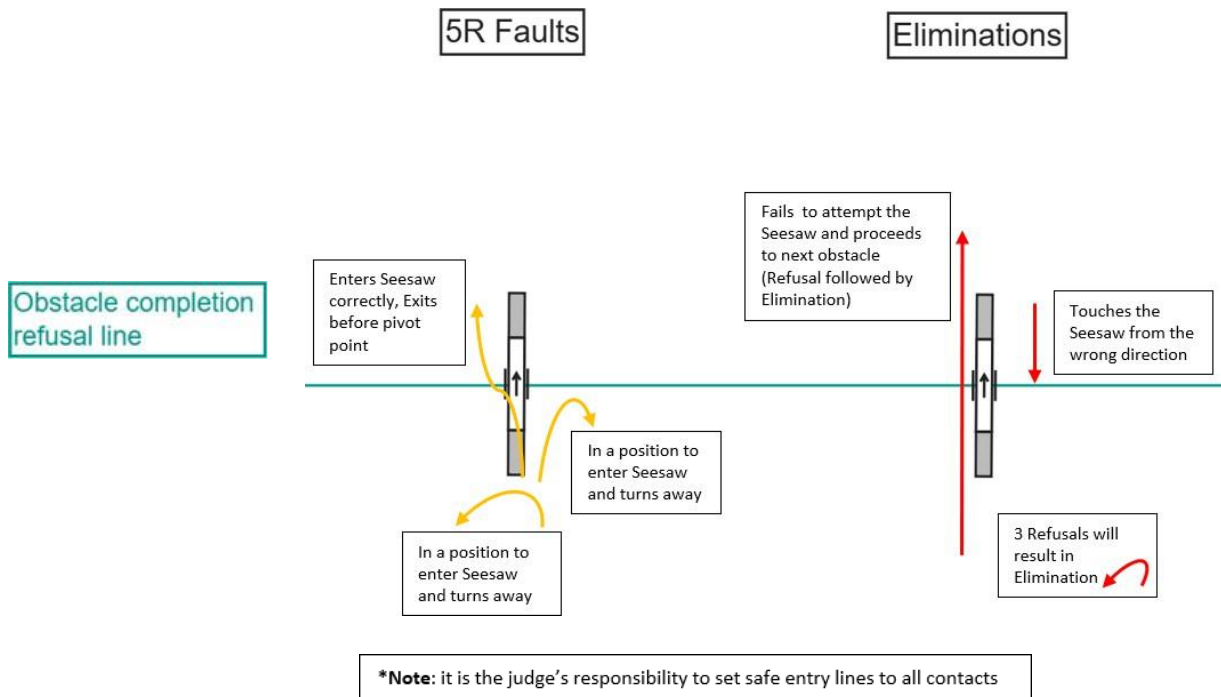 5R Faults
Eliminations
Obstacle completion
refusal line
Enters Seesaw
correctly, Exits
before pivot
point
In a position to
enter Seesaw
and turns away
In a position to
enter Seesaw
and turns away
Fails to attempt the
Seesaw and proceeds
to next obstacle
(Refusal followed by
Elimination)
Touches the
Seesaw from the
wrong direction
3 Refusals will
result in
Elimination
*Note: it is the judge’s responsibility to set safe entry lines to all contacts